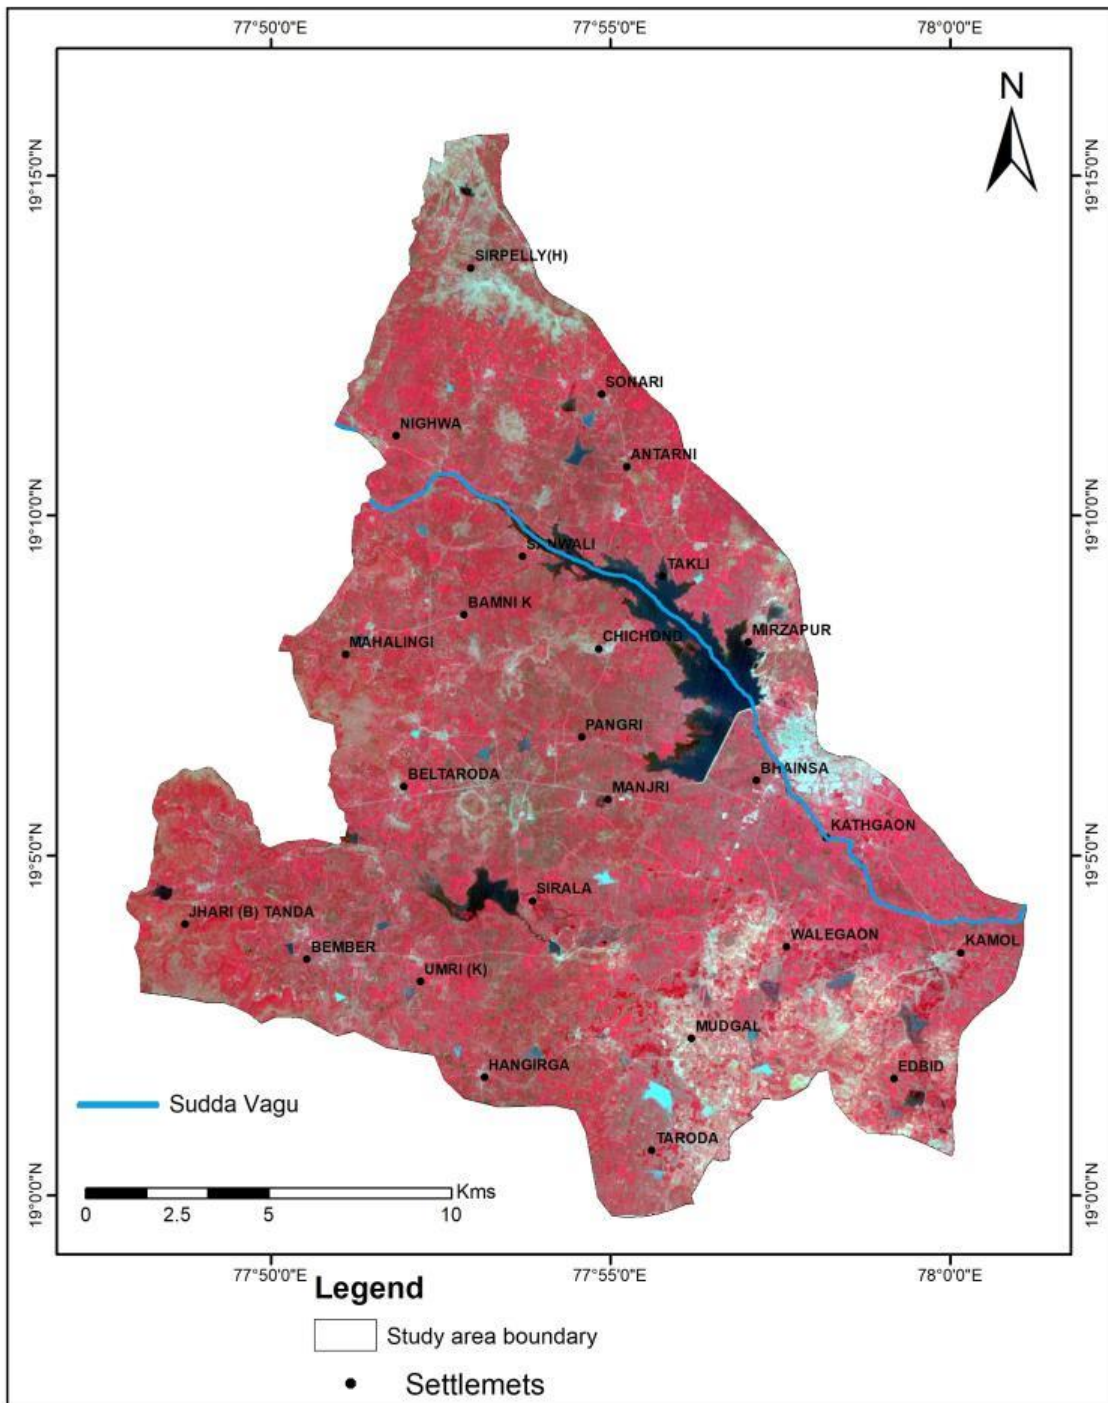 77°50'0"E 77°55'0"E 78°0'0"E
N
19°15'0"N 19°15'0"N
SIRPELLY(H)
SONARI
NIGHWA
ANTARNI
19°10'0"N 19°10'0"N
SANWALI
TAKLI
BAMNI K
MIRZAPUR
CHICHOND
MAHALINGI
PANGRI
BHAINSA
BELTARODA
MANJRI
KATHGAON
19°5'0"N 19°5'0"N
SIRALA
JHARI (B) TANDA
WALEGAON
KAMOL
BEMBER
UMRI (K)
MUDGAL
HANGIRGA
EDBID
Sudda Vagu
TARODA
19°0'0"N 19°0'0"N
Kms
0 2.5 5 10
77°50'0"E 77°55'0"E 78°0'0"E
Legend
Study area boundary
Settlemets